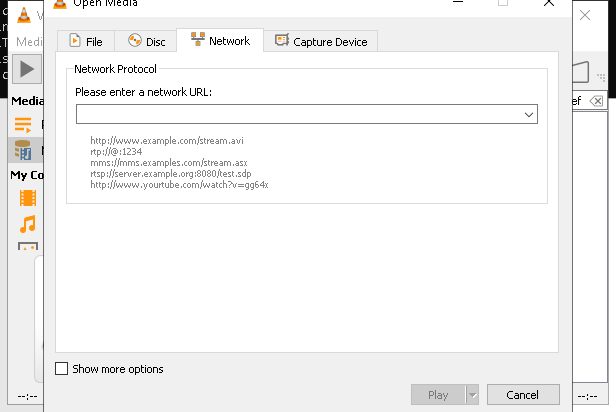 Open Media
File
Disc
Network
Capture Device
Medi
Network Protocol
Please enter a network URL:
ef
Media
http://www.example.com/stream.avi
rtp://@:1234
mms://mms.examples.com/stream.asx
rtsp://server.example.org:8080/test.sdp
http://www.yourtube.com/watch?v=gg64x
My Co
Show more options
--:--
Play
Cancel
--:--